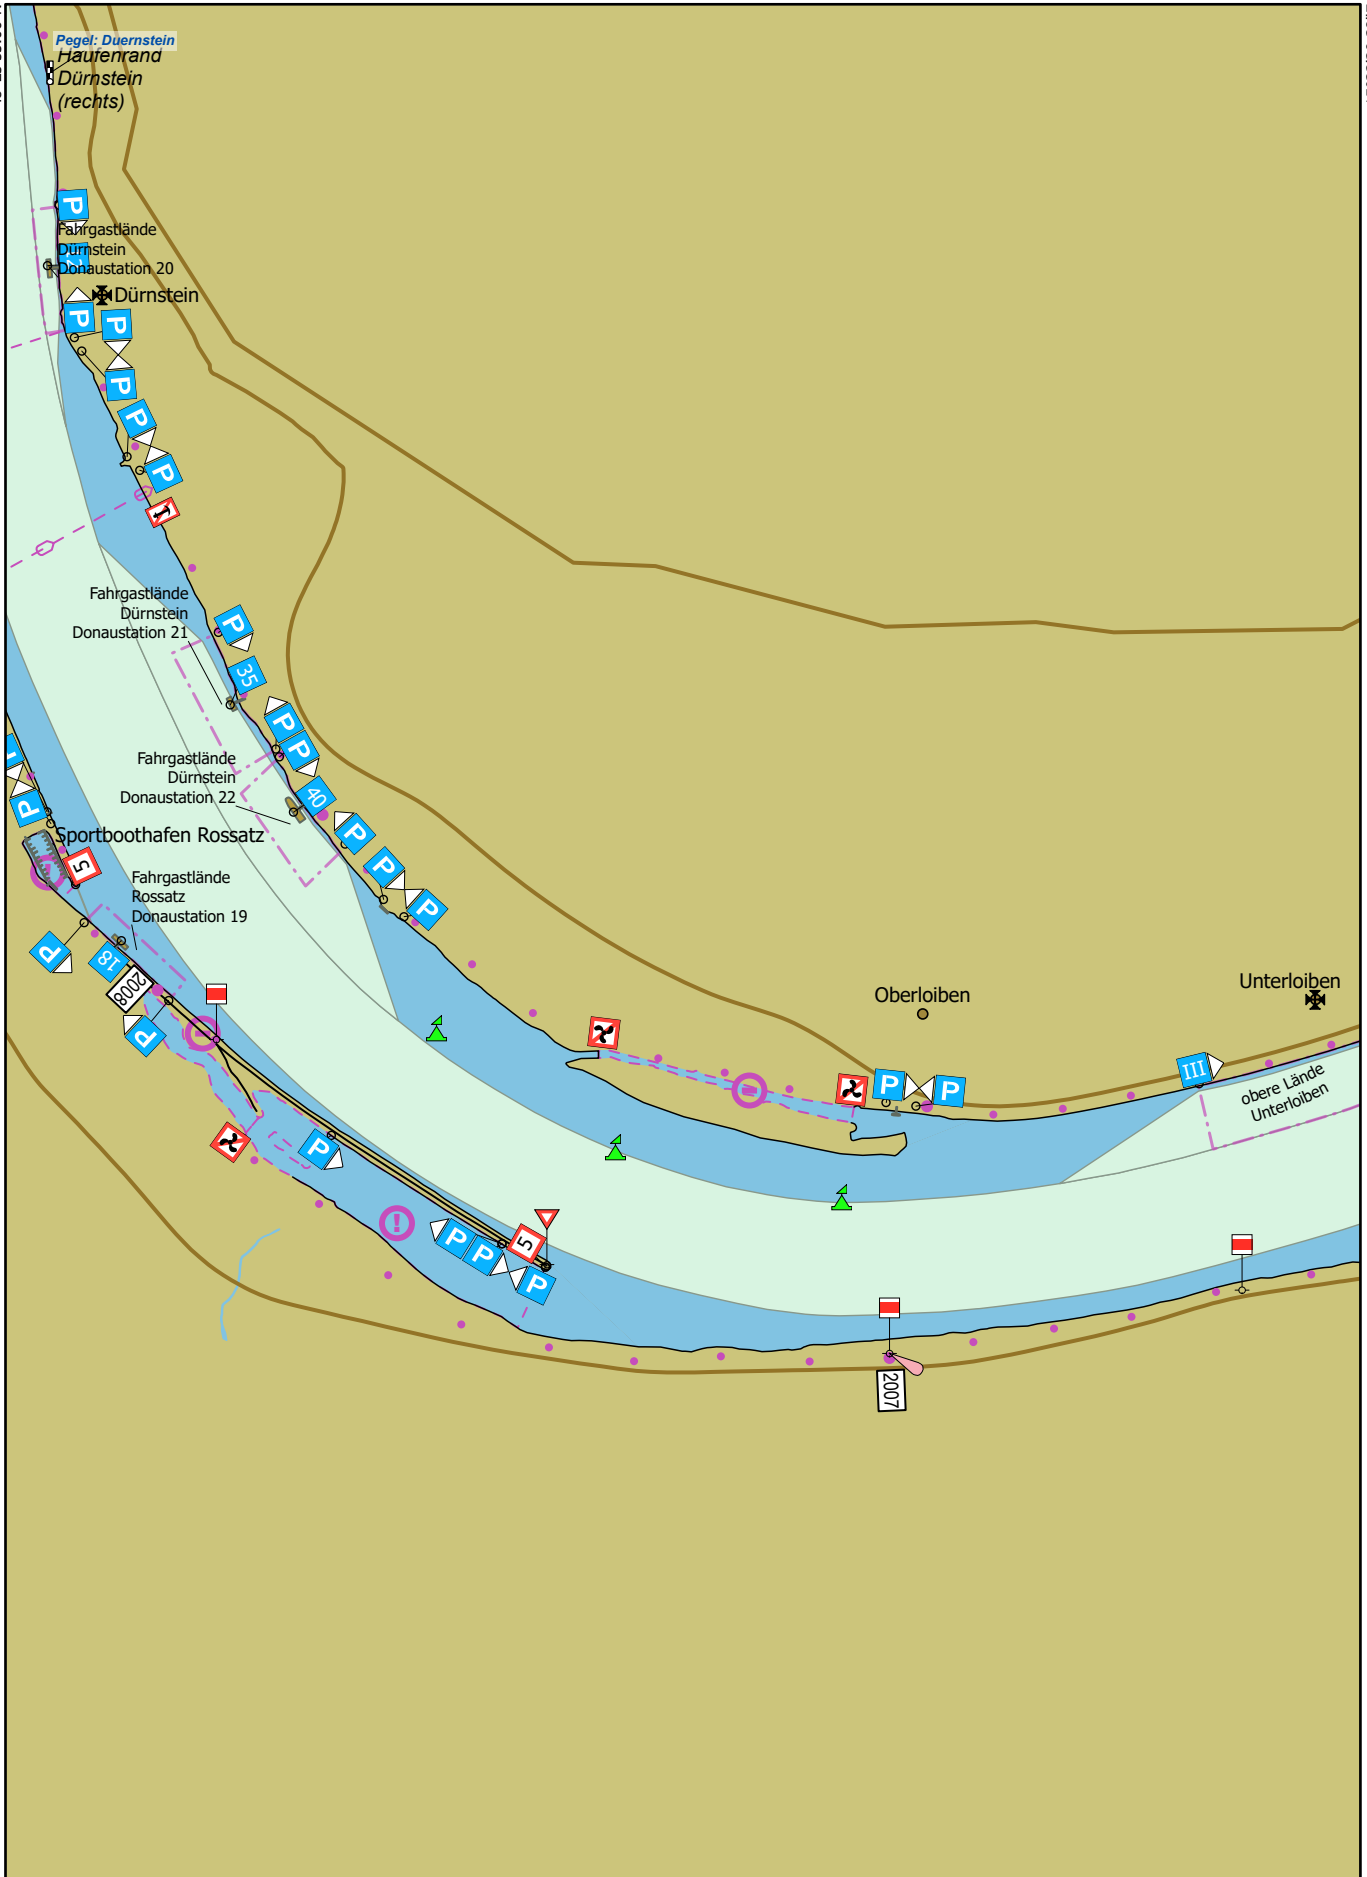 Pegel: Duernstein
Haufenrand
Dürnstein
(rechts)
P
Fahrgastlände
Dürnstein
Donaustation 20
Dürnstein
P
P
P
P
P
Fahrgastlände
Dürnstein
Donaustation 21
P
35
P
P
Fahrgastlände
Dürnstein
Donaustation 22
40
P
P
P
P
Sportboothafen Rossatz
5
Fahrgastlände
Rossatz
Donaustation 19
P
18
2008
P
P
Oberloiben
Unterloiben
P
P
III
obere Lände
Unterloiben
P
P
5
P
!
2007